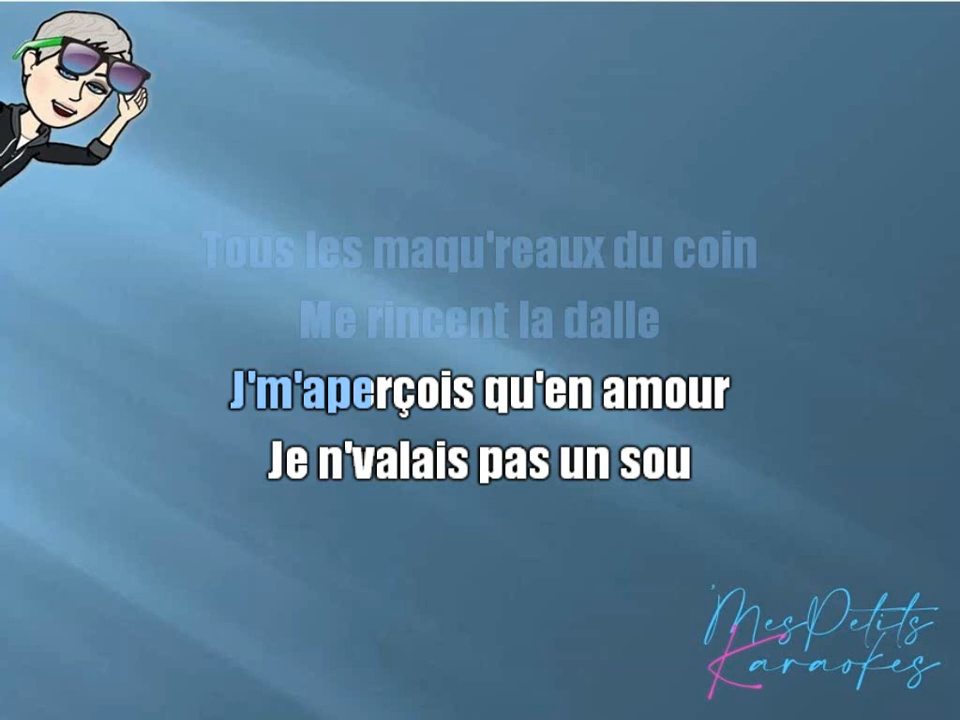 Tous les maqu'reaux du coin
Me rincent la dalle
J'm'aperçois qu'en amour
Je n'valais pas un sou
MesPetits
Karaokes